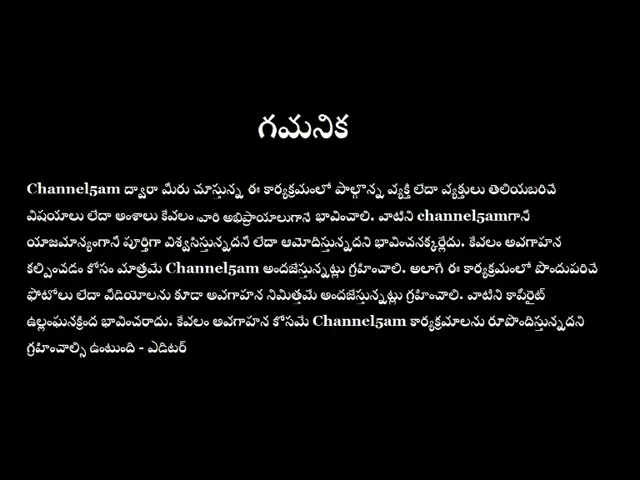 గమనిక
Channel5am ద్వారా మీరు చూస్తున్న ఈ కార్యక్రమంలో పాల్గొన్న వ్యక్తి లేదా వ్యక్తులు తెలియబరిచే
విషయాలు లేదా అంశాలు కేవలం వారి అభిప్రాయాలుగానే భావించాలి. వాటిని channel5amగానీ
యాజమాన్యంగానీ పూర్తిగా విశ్వసిస్తున్నదనీ లేదా ఆమోదిస్తున్నదని భావించనక్కర్లేదు. కేవలం అవగాహన
కల్పించడం కోసం మాత్రమే Channel5am అందజేస్తున్నట్లు గ్రహించాలి. అలాగే ఈ కార్యక్రమంలో పొందుపరిచే
ఫోటోలు లేదా వీడియోలను కూడా అవగాహన నిమిత్తమే అందజేస్తున్నట్లు గ్రహించాలి. వాటిని కాపీరైట్
ఉల్లంఘనక్రింద భావించరాదు. కేవలం అవగాహన కోసమే Channel5am కార్యక్రమాలను రూపొందిస్తున్నదని
గ్రహించాల్సి ఉంటుంది - ఎడిటర్